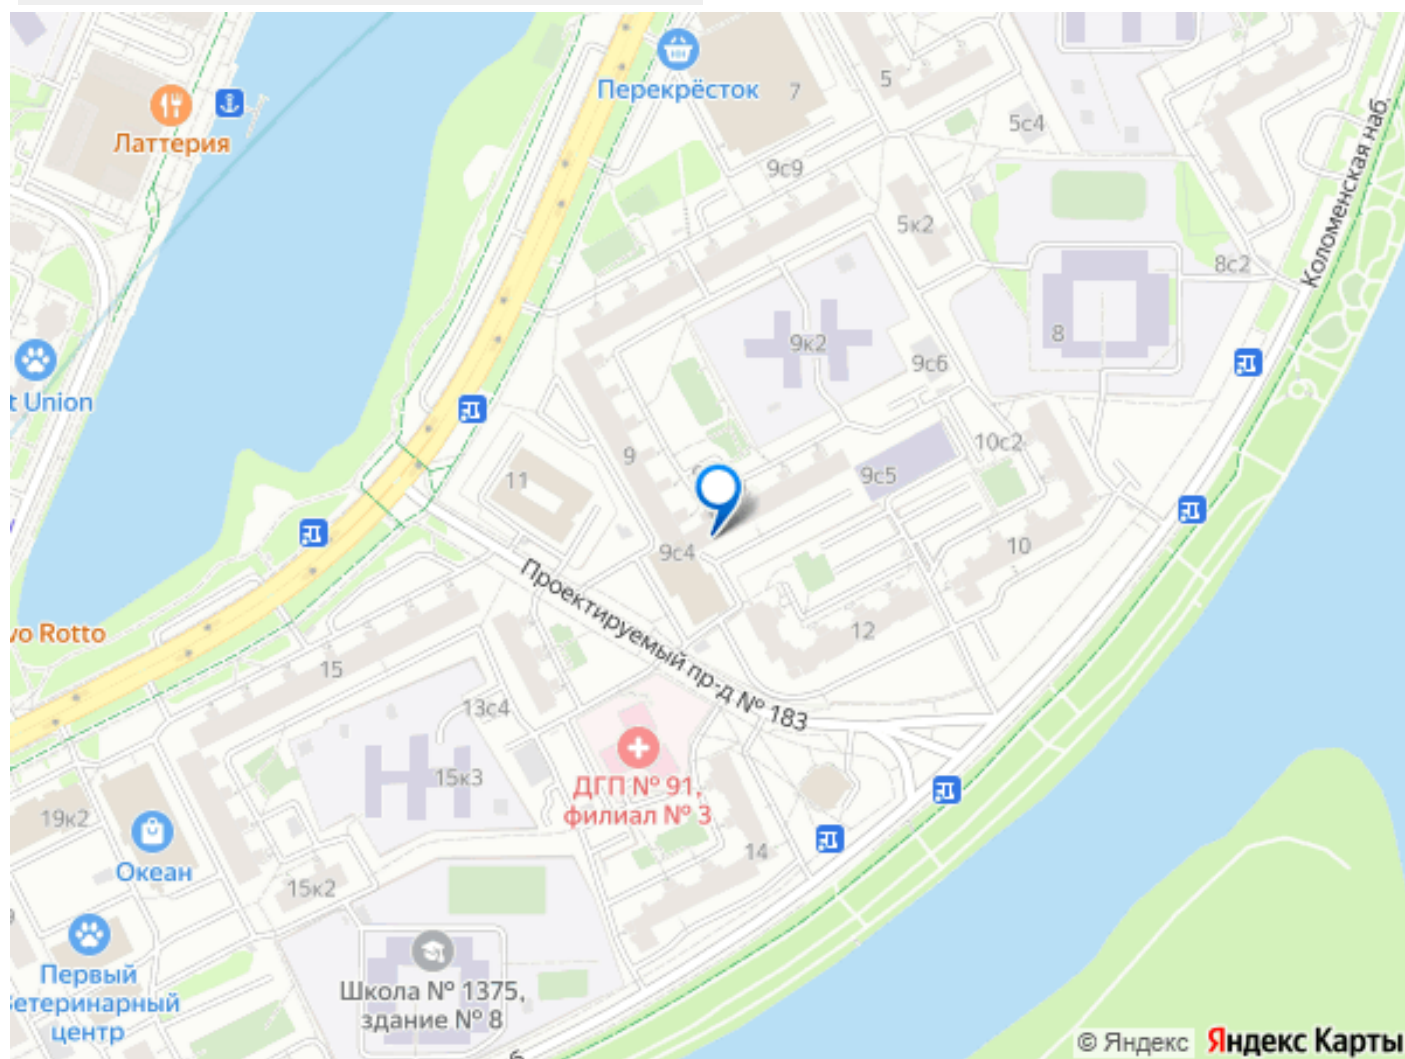 Перекрёсток
7
5
5с4
Латтерия
9с9
Коломенская наб.
5к2
8с2
8
9к2
9с6
t Union
10с2
9
9с5
11
9с4
10
Проектируемый пр-д № 183
vo Rotto
12
15
13с4
ДГП № 91,
филиал № 3
15к3
19к2
Океан
14
15к2
Первый
Ветеринарный
центр
Школа № 1375,
здание № 8
© Яндекс Яндекс Карты